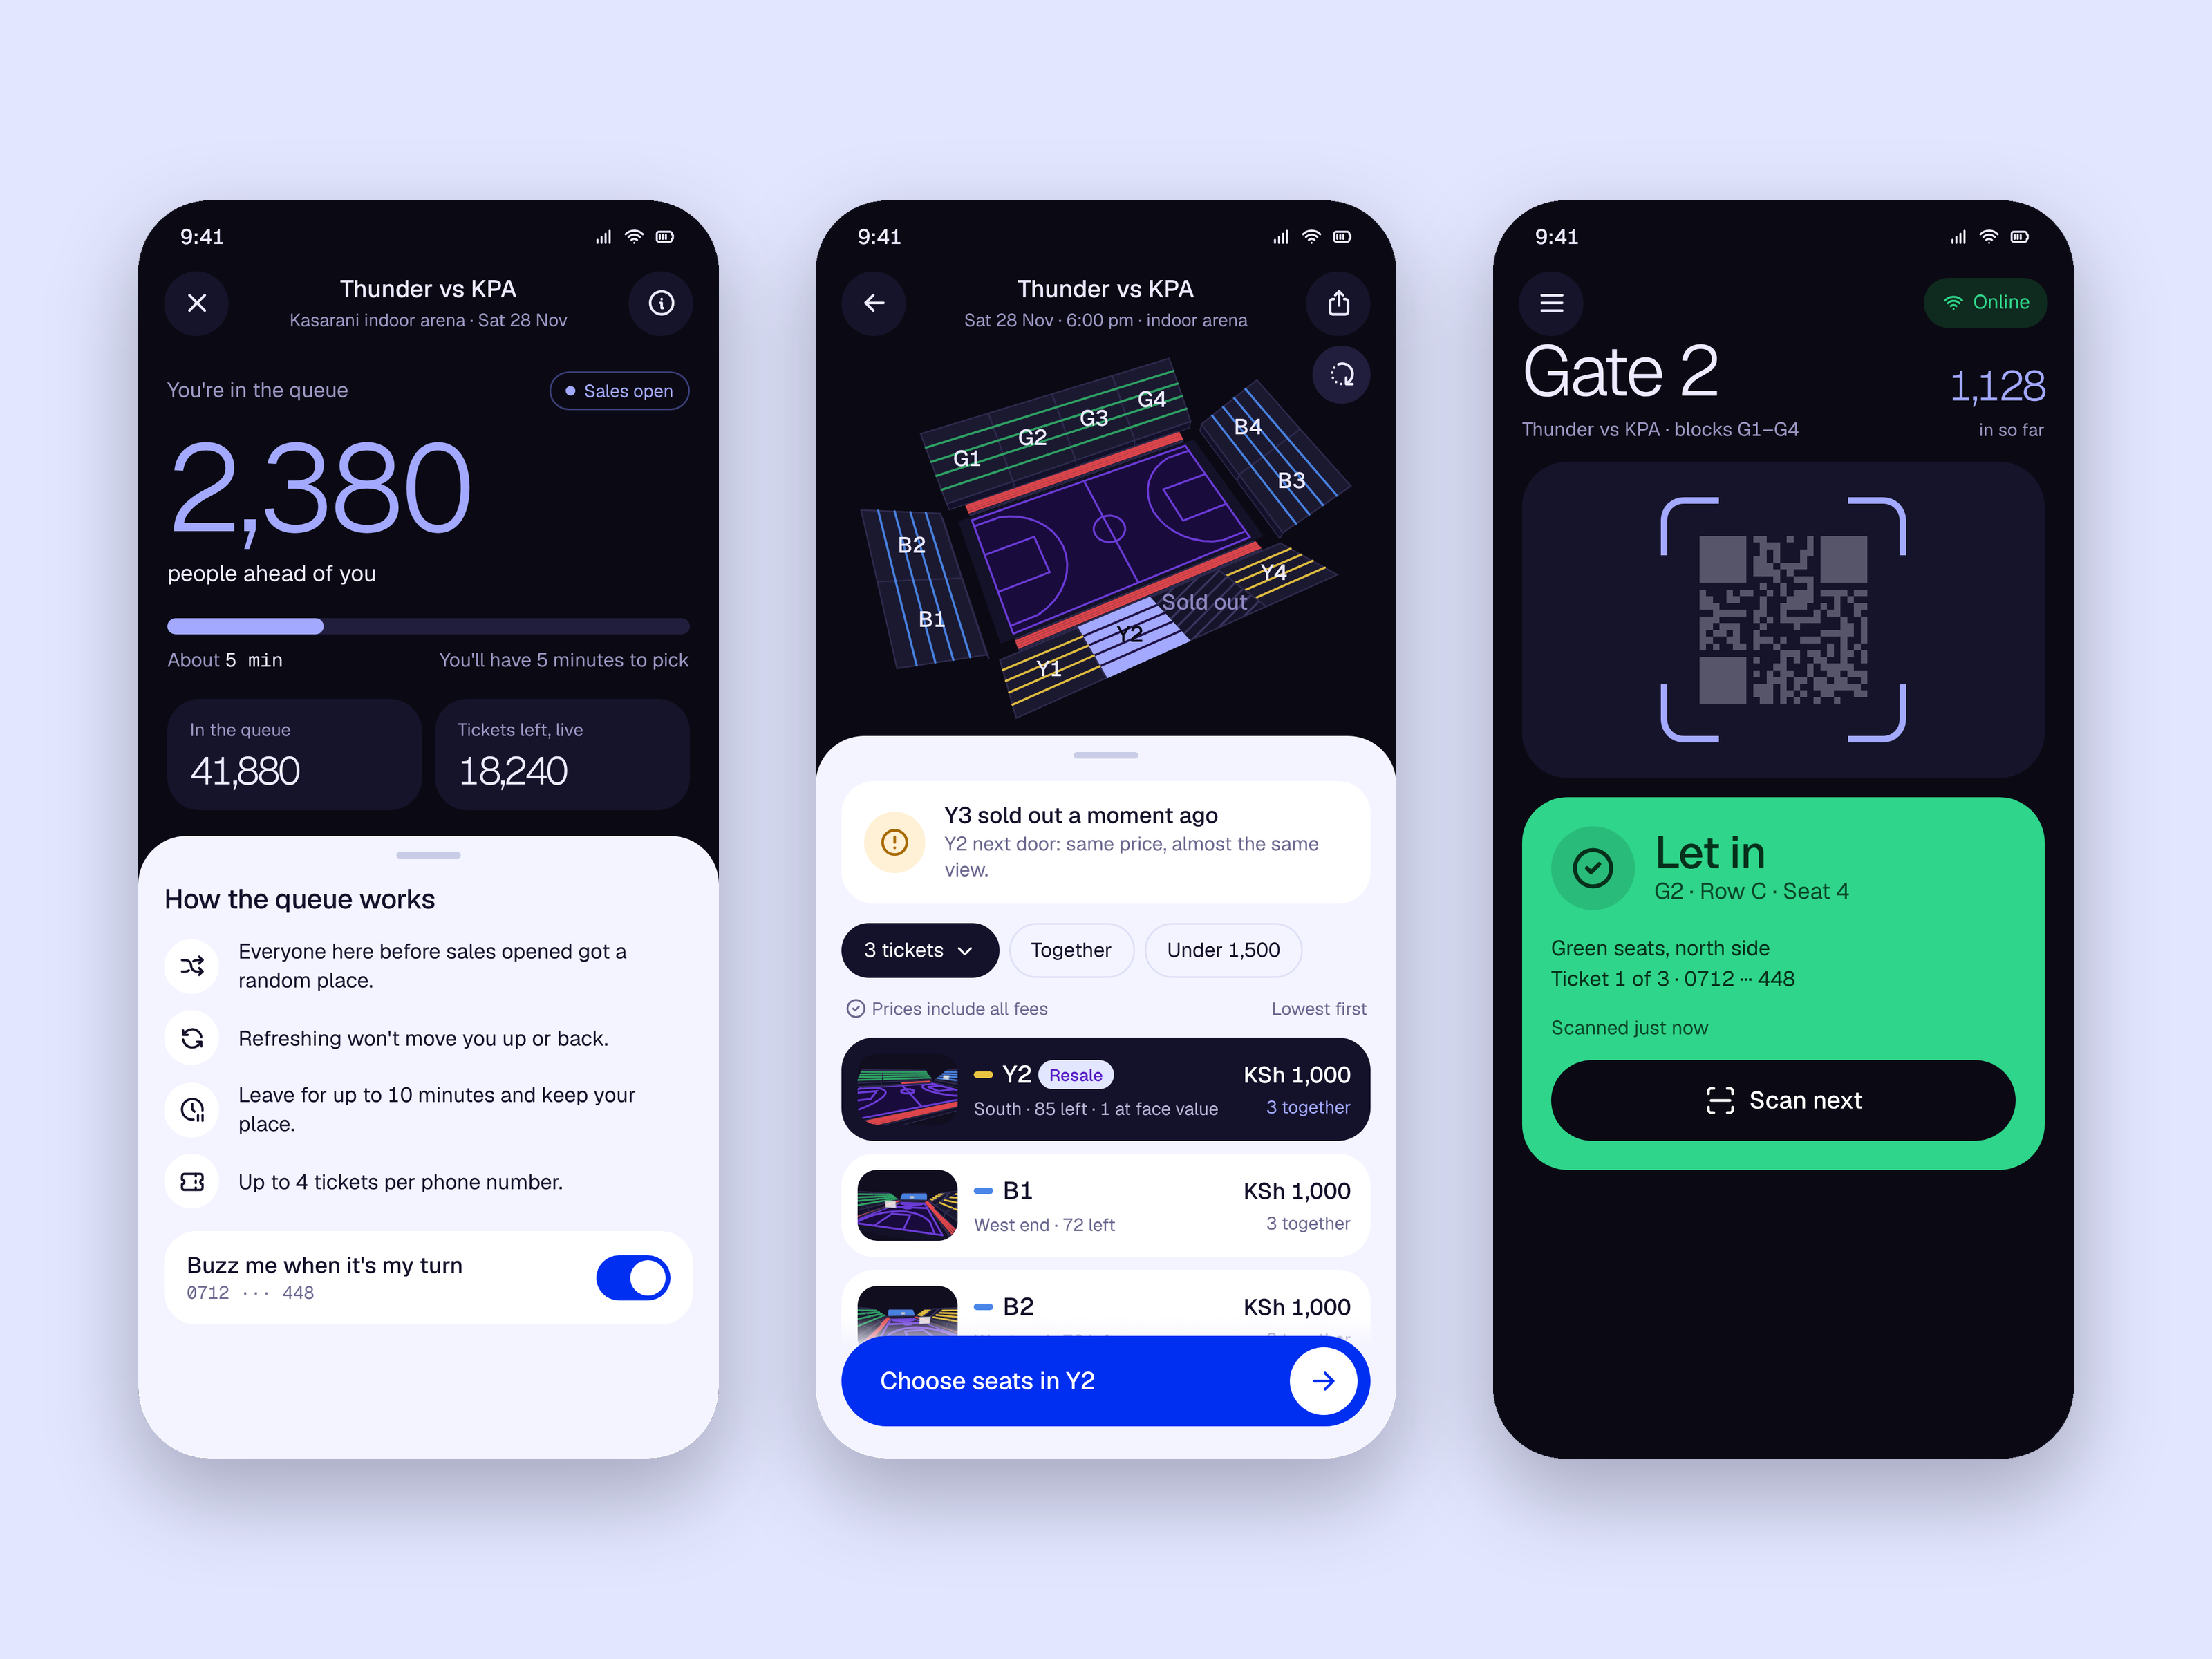 9:41
Thunder vs KPA
Kasarani indoor arena · Sat 28 Nov
You're in the queue
Sales open
2,380
people ahead of you
About 5 min
You'll have 5 minutes to pick
In the queue
41,880
Tickets left, live
18,240
How the queue works
Everyone here before sales opened got a
random place.
Refreshing won't move you up or back.
Leave for up to 10 minutes and keep your
place.
Up to 4 tickets per phone number.
Buzz me when it's my turn
0712 ··· 448
9:41
Thunder vs KPA
Sat 28 Nov · 6:00 pm · indoor arena
G1
G2
G3
G4
B4
B3
B2
B1
Y4
Sold out
Y2
Y1
Y3 sold out a moment ago
Y2 next door: same price, almost the same
view.
3 tickets
Together
Under 1,500
Prices include all fees
Lowest first
Y2
Resale
KSh 1,000
South · 85 left · 1 at face value
3 together
B1
KSh 1,000
West end · 72 left
3 together
B2
KSh 1,000
Choose seats in Y2
9:41
Online
Gate 2
1,128
Thunder vs KPA · blocks G1–G4
in so far
Let in
G2 · Row C · Seat 4
Green seats, north side
Ticket 1 of 3 · 0712 ··· 448
Scanned just now
Scan next